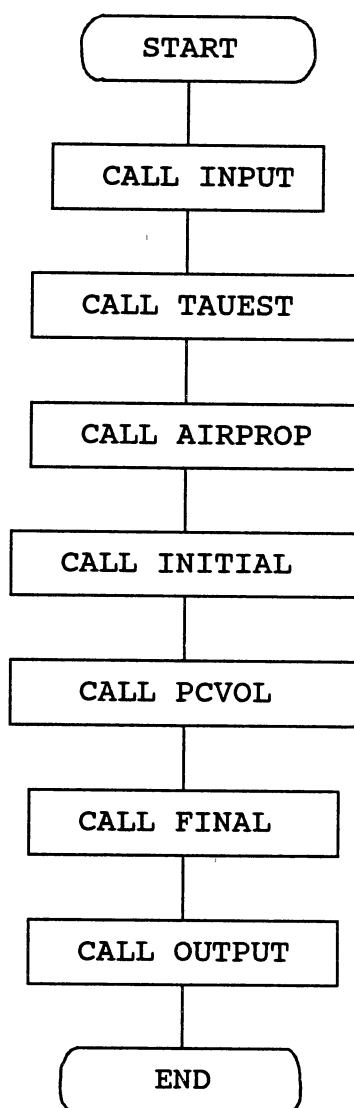 START
CALL INPUT
CALL TAUEST
CALL AIRPROP
CALL INITIAL
CALL PCVOL
CALL FINAL
CALL OUTPUT
END